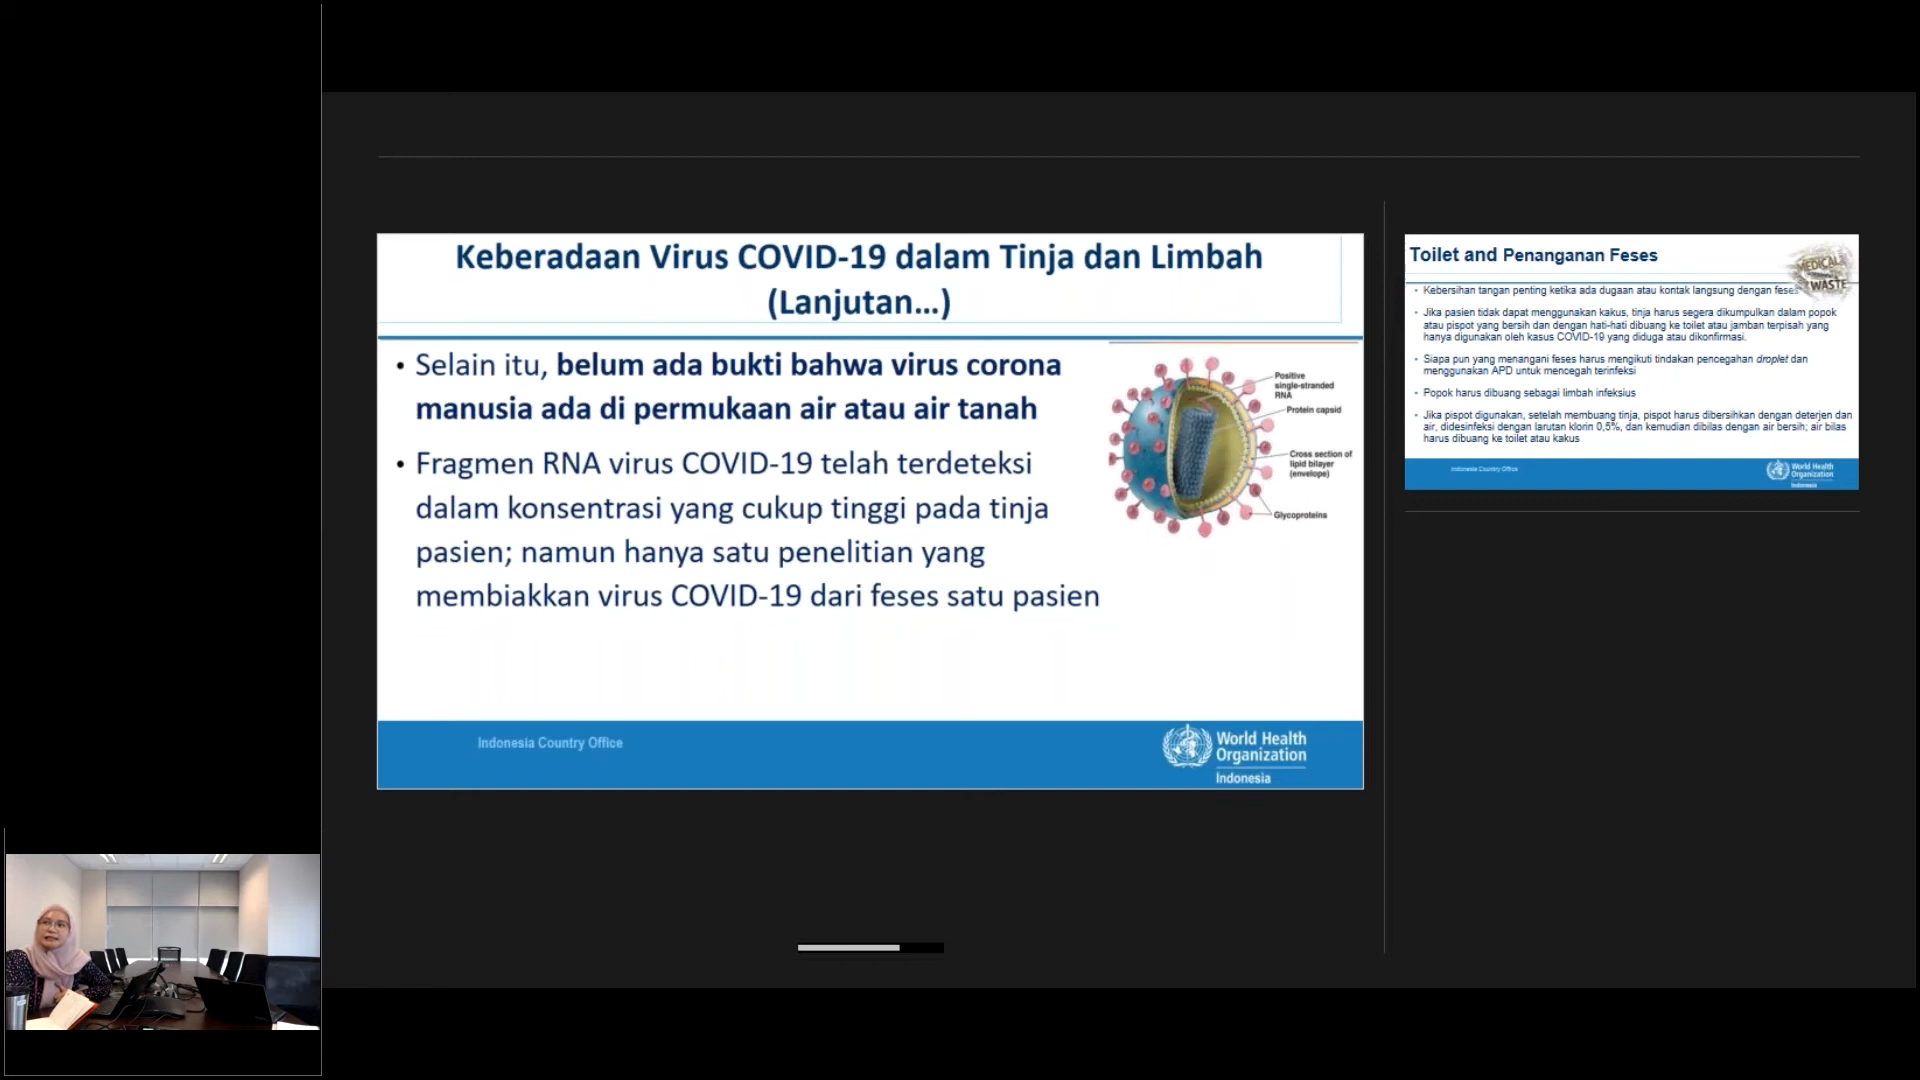 Keberadaan Virus COVID-19 dalam Tinja dan Limbah
(Lanjutan...)
• Selain itu, belum ada bukti bahwa virus corona
manusia ada di permukaan air atau air tanah
• Fragmen RNA virus COVID-19 telah terdeteksi
dalam konsentrasi yang cukup tinggi pada tinja
pasien; namun hanya satu penelitian yang
membiakkan virus COVID-19 dari feses satu pasien
Positive
single-stranded
RNA
Protein capsid
Cross section of
lipid bilayer
(envelope)
Glycoproteins
Indonesia Country Office
World Health
Organization
Indonesia
Toilet and Penanganan Feses
MEDICAL
WASTE
• Kebersihan tangan penting ketika ada dugaan atau kontak langsung dengan feses
• Jika pasien tidak dapat menggunakan kakus, tinja harus segera dikumpulkan dalam popok
atau pispot yang bersih dan dengan hati-hati dibuang ke toilet atau jamban terpisah yang
hanya digunakan oleh kasus COVID-19 yang diduga atau dikonfirmasi.
• Siapa pun yang menangani feses harus mengikuti tindakan pencegahan droplet dan
menggunakan APD untuk mencegah terinfeksi
• Popok harus dibuang sebagai limbah infeksius
• Jika pispot digunakan, setelah membuang tinja, pispot harus dibersihkan dengan deterjen dan
air, didesinfeksi dengan larutan klorin 0,5%, dan kemudian dibilas dengan air bersih; air bilas
harus dibuang ke toilet atau kakus
Indonesia Country Office
World Health
Organization
Indonesia